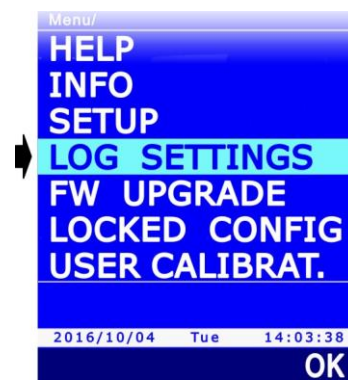 Menu/
HELP
INFO
SETUP
LOG SETTINGS
FW UPGRADE
LOCKED CONFIG
USER CALIBRAT.
2016/10/04 Tue 14:03:38
OK